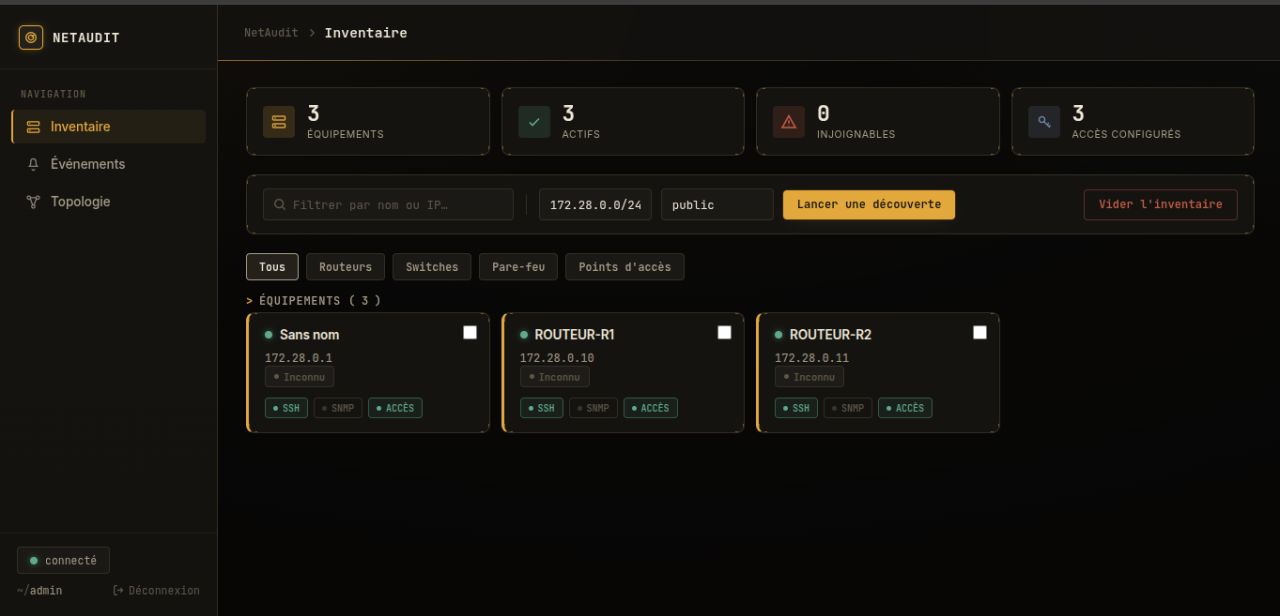 NETAUDIT
NetAudit > Inventaire
NAVIGATION
Inventaire
Événements
Topologie
3
ÉQUIPEMENTS
3
ACTIFS
0
INJOIGNABLES
3
ACCÈS CONFIGURÉS
Filtrer par nom ou IP…
172.28.0.0/24
public
Lancer une découverte
Vider l'inventaire
Tous
Routeurs
Switches
Pare-feu
Points d'accès
> ÉQUIPEMENTS ( 3 )
Sans nom
172.28.0.1
Inconnu
SSH SNMP ACCÈS
ROUTEUR-R1
172.28.0.10
Inconnu
SSH SNMP ACCÈS
ROUTEUR-R2
172.28.0.11
Inconnu
SSH SNMP ACCÈS
connecté
~/admin
Déconnexion